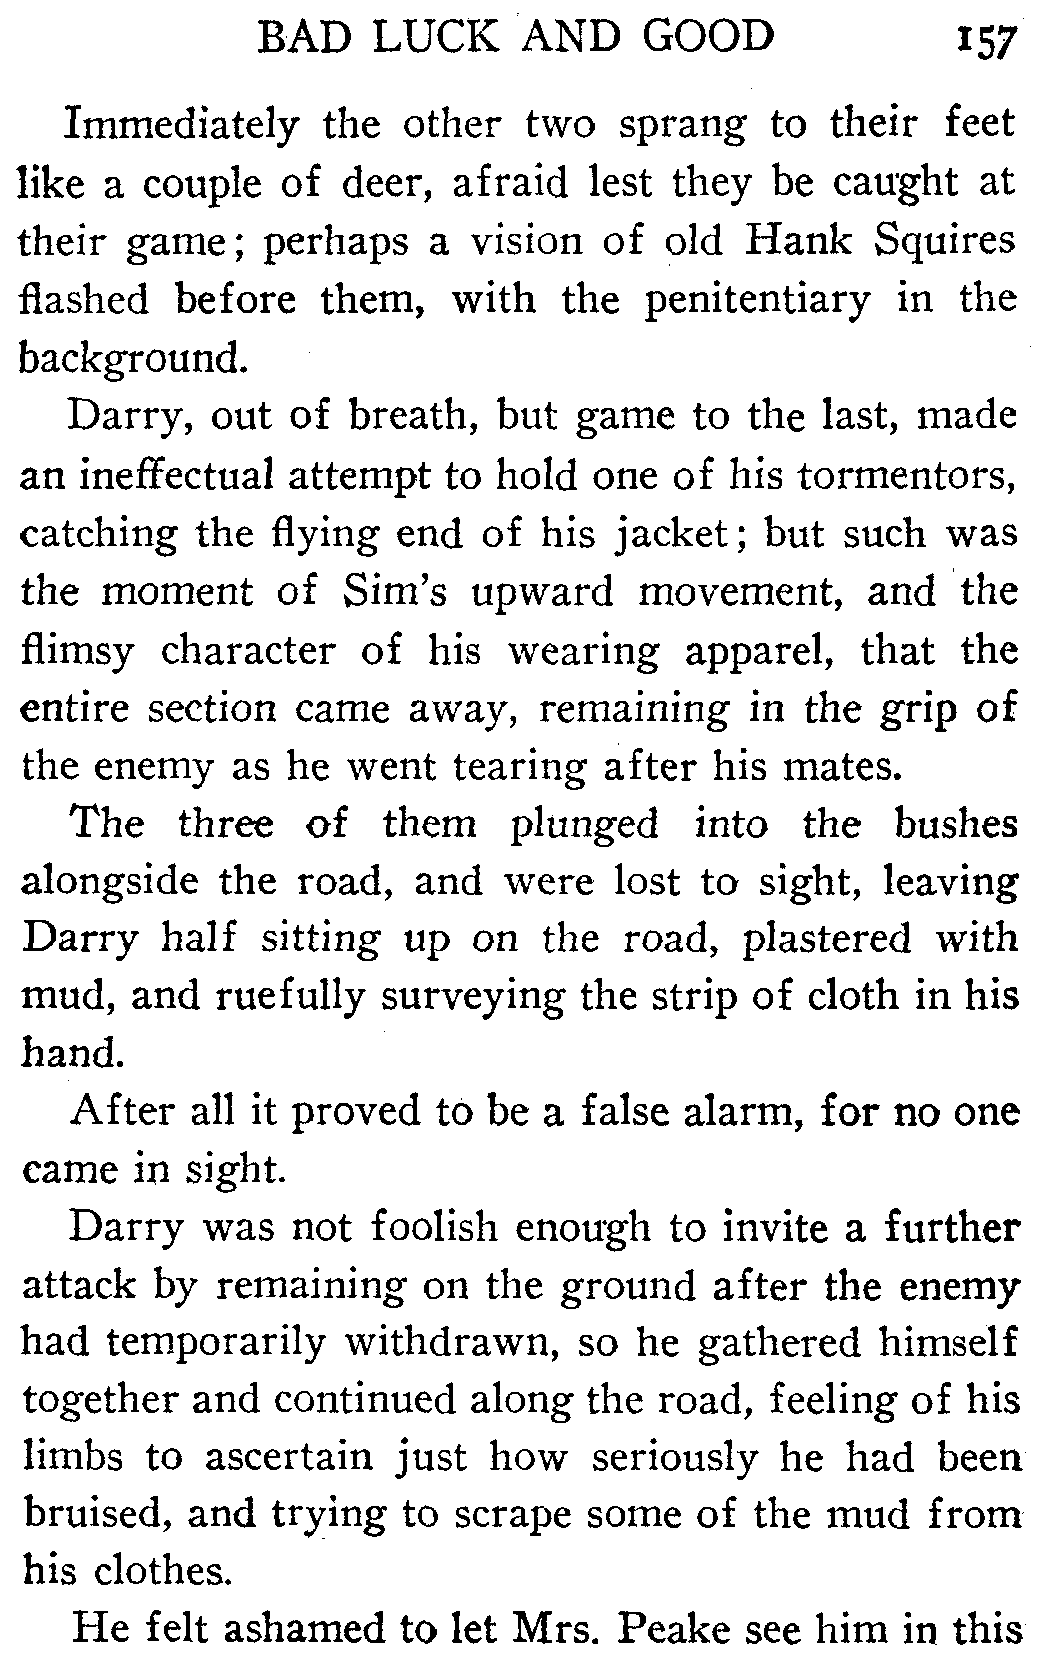 BAD LUCK AND GOOD 157
Immediately the other two sprang to their feet
like a couple of deer, afraid lest they be caught at
their game; perhaps a vision of old Hank Squires
flashed before them, with the penitentiary in the
background.
Darry, out of breath, but game to the last, made
an ineffectual attempt to hold one of his tormentors,
catching the flying end of his jacket; but such was
the moment of Sim's upward movement, and the
flimsy character of his wearing apparel, that the
entire section came away, remaining in the grip of
the enemy as he went tearing after his mates.
The three of them plunged into the bushes
alongside the road, and were lost to sight, leaving
Darry half sitting up on the road, plastered with
mud, and ruefully surveying the strip of cloth in his
hand.
After all it proved to be a false alarm, for no one
came in sight.
Darry was not foolish enough to invite a further
attack by remaining on the ground after the enemy
had temporarily withdrawn, so he gathered himself
together and continued along the road, feeling of his
limbs to ascertain just how seriously he had been
bruised, and trying to scrape some of the mud from
his clothes.
He felt ashamed to let Mrs. Peake see him in this